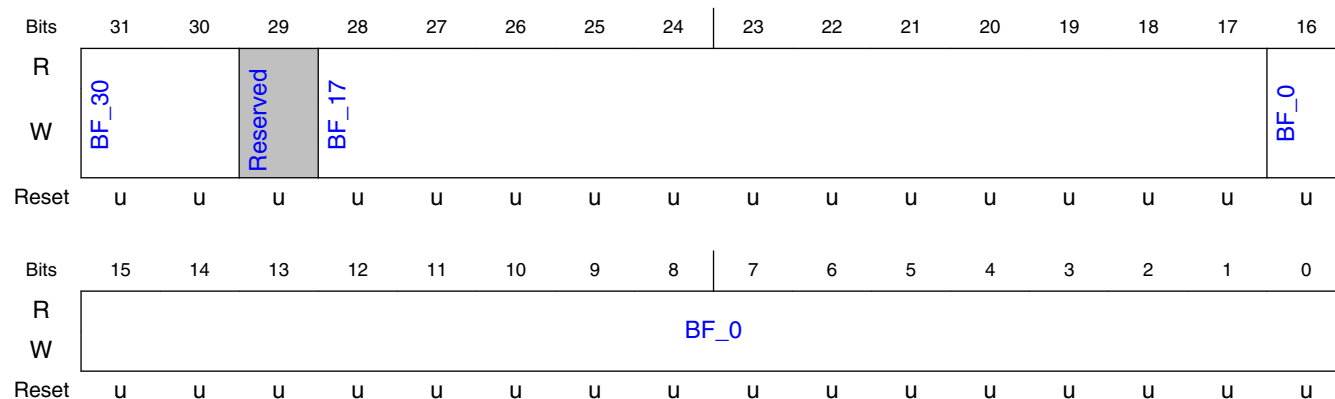 Bits 31 30 29 28 27 26 25 24 23 22 21 20 19 18 17 16
R
W
BF_30
Reserved
BF_17
BF_0
Reset u u u u u u u u u u u u u u u u
Bits 15 14 13 12 11 10 9 8 7 6 5 4 3 2 1 0
R
BF_0
W
Reset u u u u u u u u u u u u u u u u